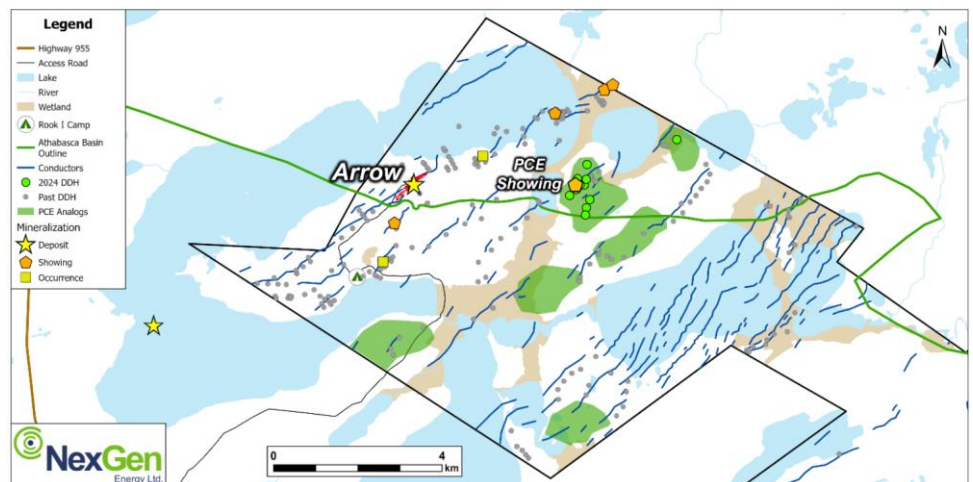 Legend
Highway 955
Access Road
Lake
River
Wetland
Rook I Camp
Athabasca Basin
Outline
Conductors
2024 DDH
Past DDH
PCE Analogs
Mineralization
Deposit
Showing
Occurrence
N
Arrow
PCE
Showing
0 4
km
NexGen
Energy Ltd.